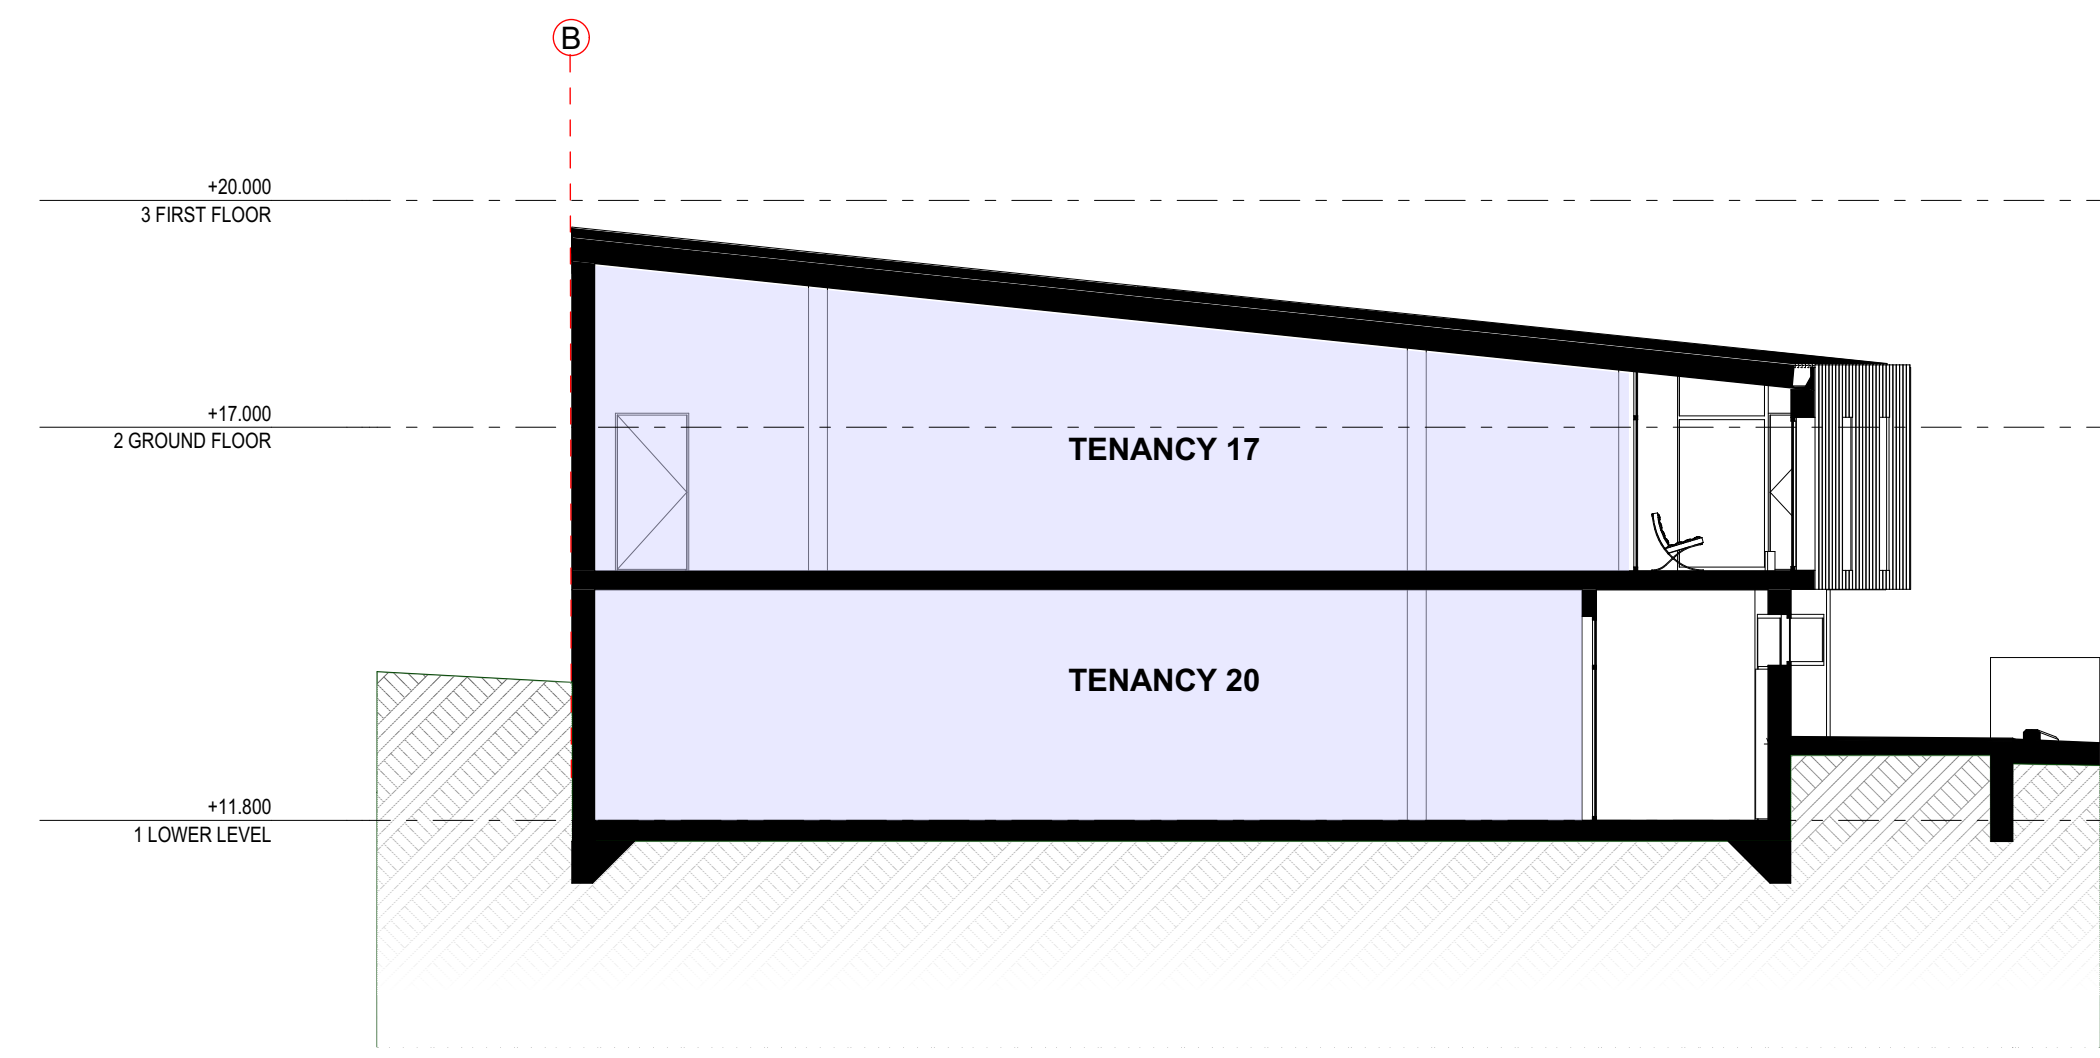 B
+20.000
3 FIRST FLOOR
+17.000
2 GROUND FLOOR
TENANCY 17
TENANCY 20
+11.800
1 LOWER LEVEL